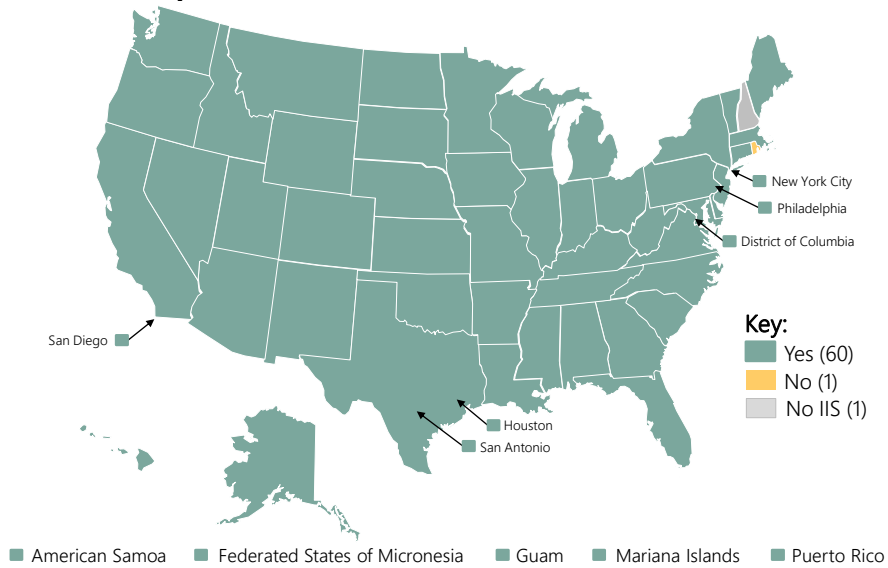 New York City
Philadelphia
District of Columbia
San Diego
Key:
Yes (60)
No (1)
No IIS (1)
Houston
San Antonio
American Samoa
Federated States of Micronesia
Guam
Mariana Islands
Puerto Rico